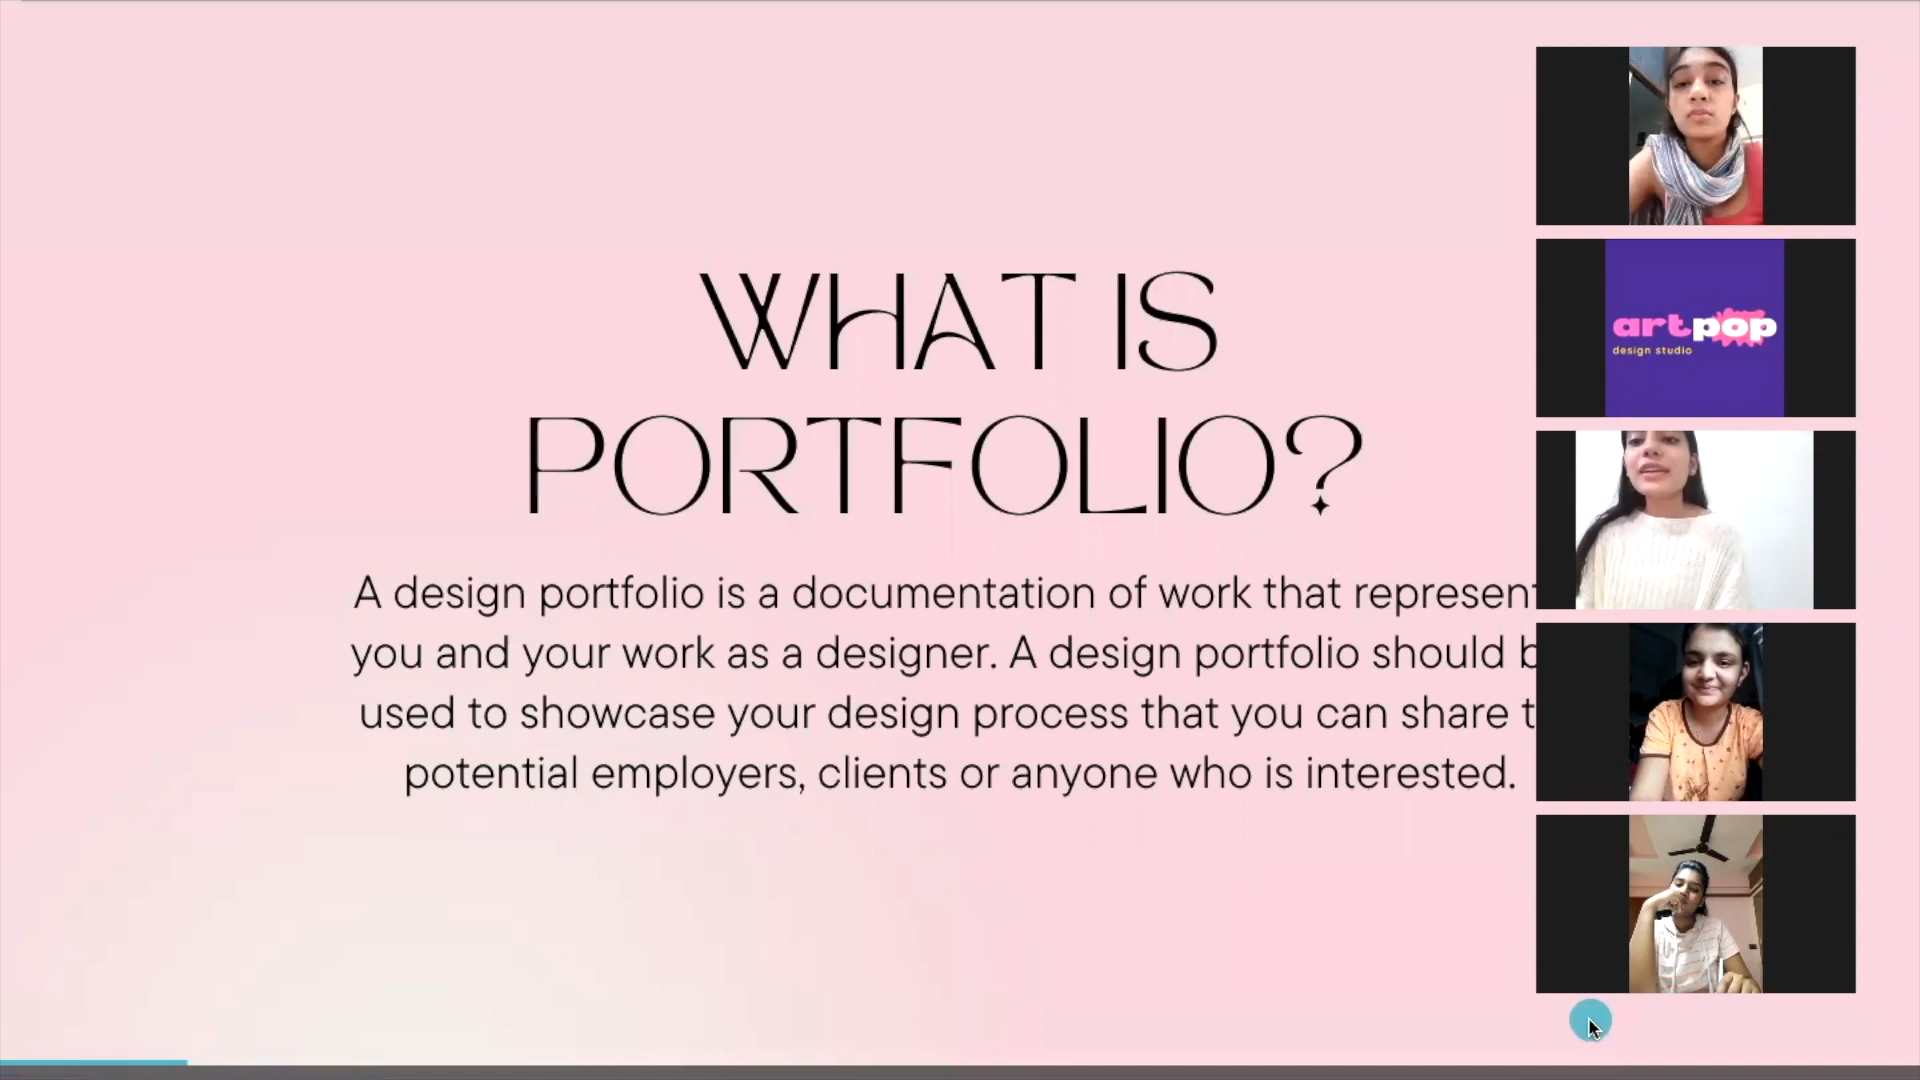 WHAT IS
PORTFOLIO?
A design portfolio is a documentation of work that represent
you and your work as a designer. A design portfolio should b
used to showcase your design process that you can share t
potential employers, clients or anyone who is interested.
artpop
design studio